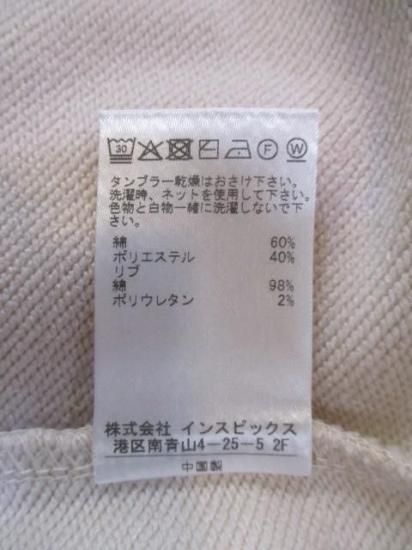 30 F W
タンブラー乾燥はおさけ下さい。
洗濯時、ネットを使用して下さい。
色物と白物一緒に洗濯しないで下
さい。
綿 60%
ポリエステル 40%
リブ
綿 98%
ポリウレタン 2%
株式会社 インスピックス
港区南青山4-25-5 2F
中国製